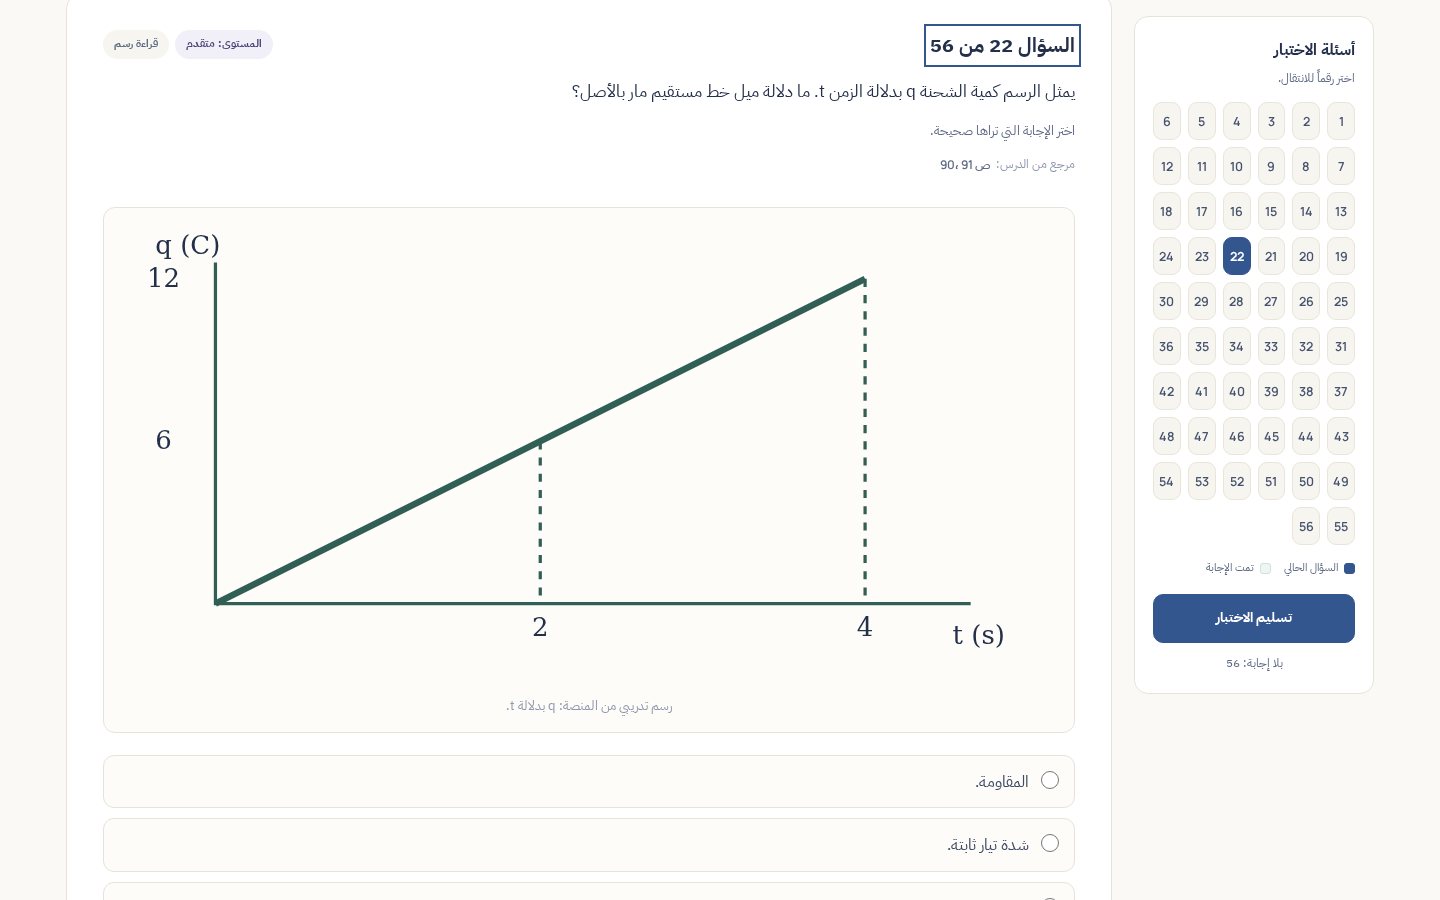 أسئلة الاختبار
اختر رقماً للانتقال.
1 2 3 4 5 6
7 8 9 10 11 12
13 14 15 16 17 18
19 20 21 22 23 24
25 26 27 28 29 30
31 32 33 34 35 36
37 38 39 40 41 42
43 44 45 46 47 48
49 50 51 52 53 54
55 56
السؤال الحالي تمت الإجابة
تسليم الاختبار
بلا إجابة: 56
السؤال 22 من 56
المستوى: متقدم قراءة رسم
يمثل الرسم كمية الشحنة q بدلالة الزمن t. ما دلالة ميل خط مستقيم مار بالأصل؟
اختر الإجابة التي تراها صحيحة.
مرجع من الدرس: ص 90، 91
q (C)
12
6
2 4 t (s)
رسم تدريبي من المنصة: q بدلالة t.
المقاومة.
شدة تيار ثابتة.